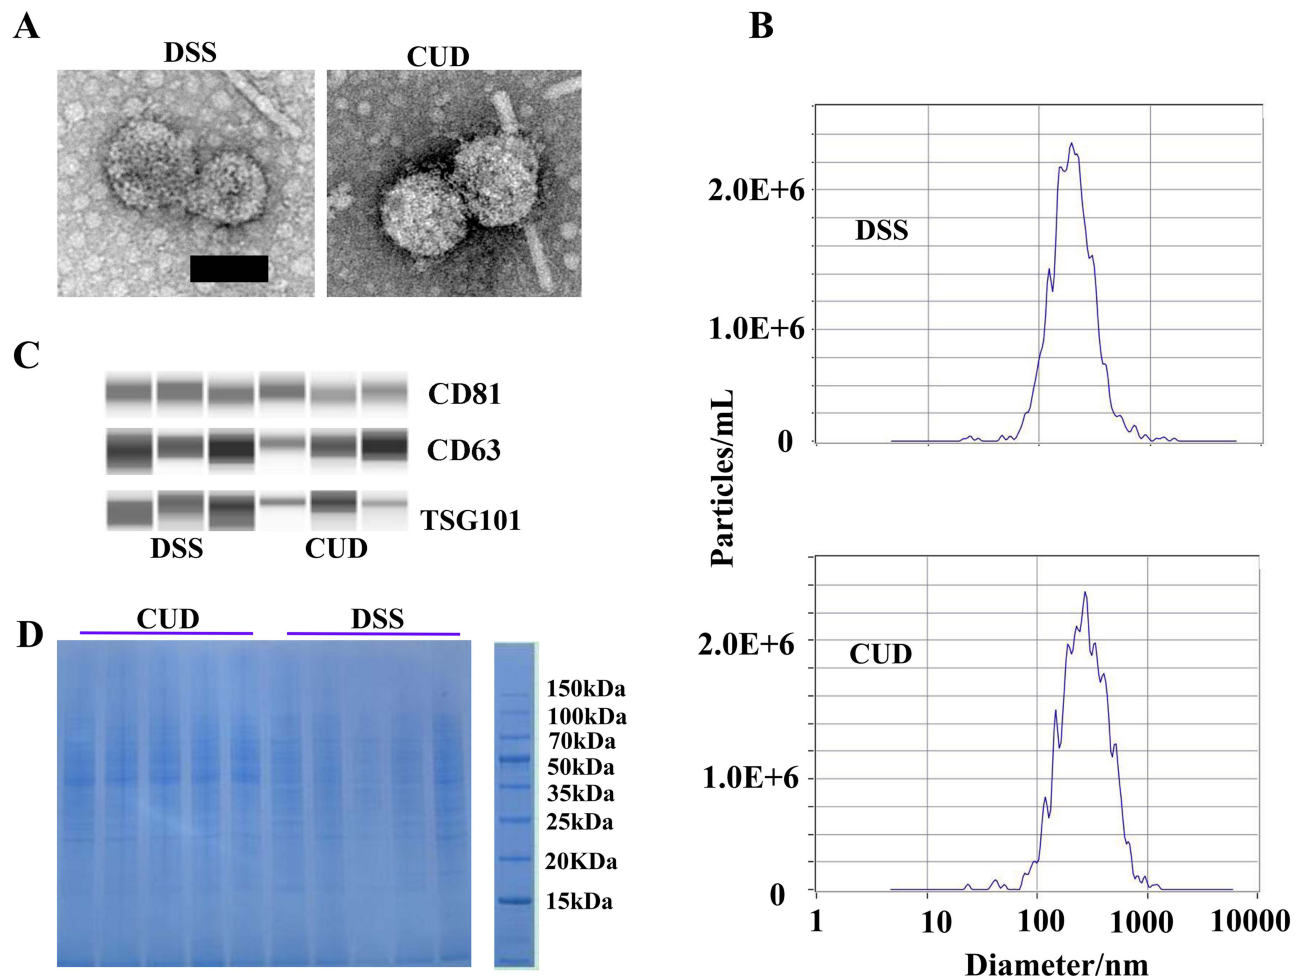 A
DSS
CUD
B
2.0E+6
DSS
1.0E+6
0
C
CD81
CD63
TSG101
DSS
CUD
Particles/mL
D
CUD
DSS
150kDa
100kDa
70kDa
50kDa
35kDa
25kDa
20KDa
15kDa
2.0E+6
CUD
1.0E+6
0
1 10 100 1000 10000
Diameter/nm